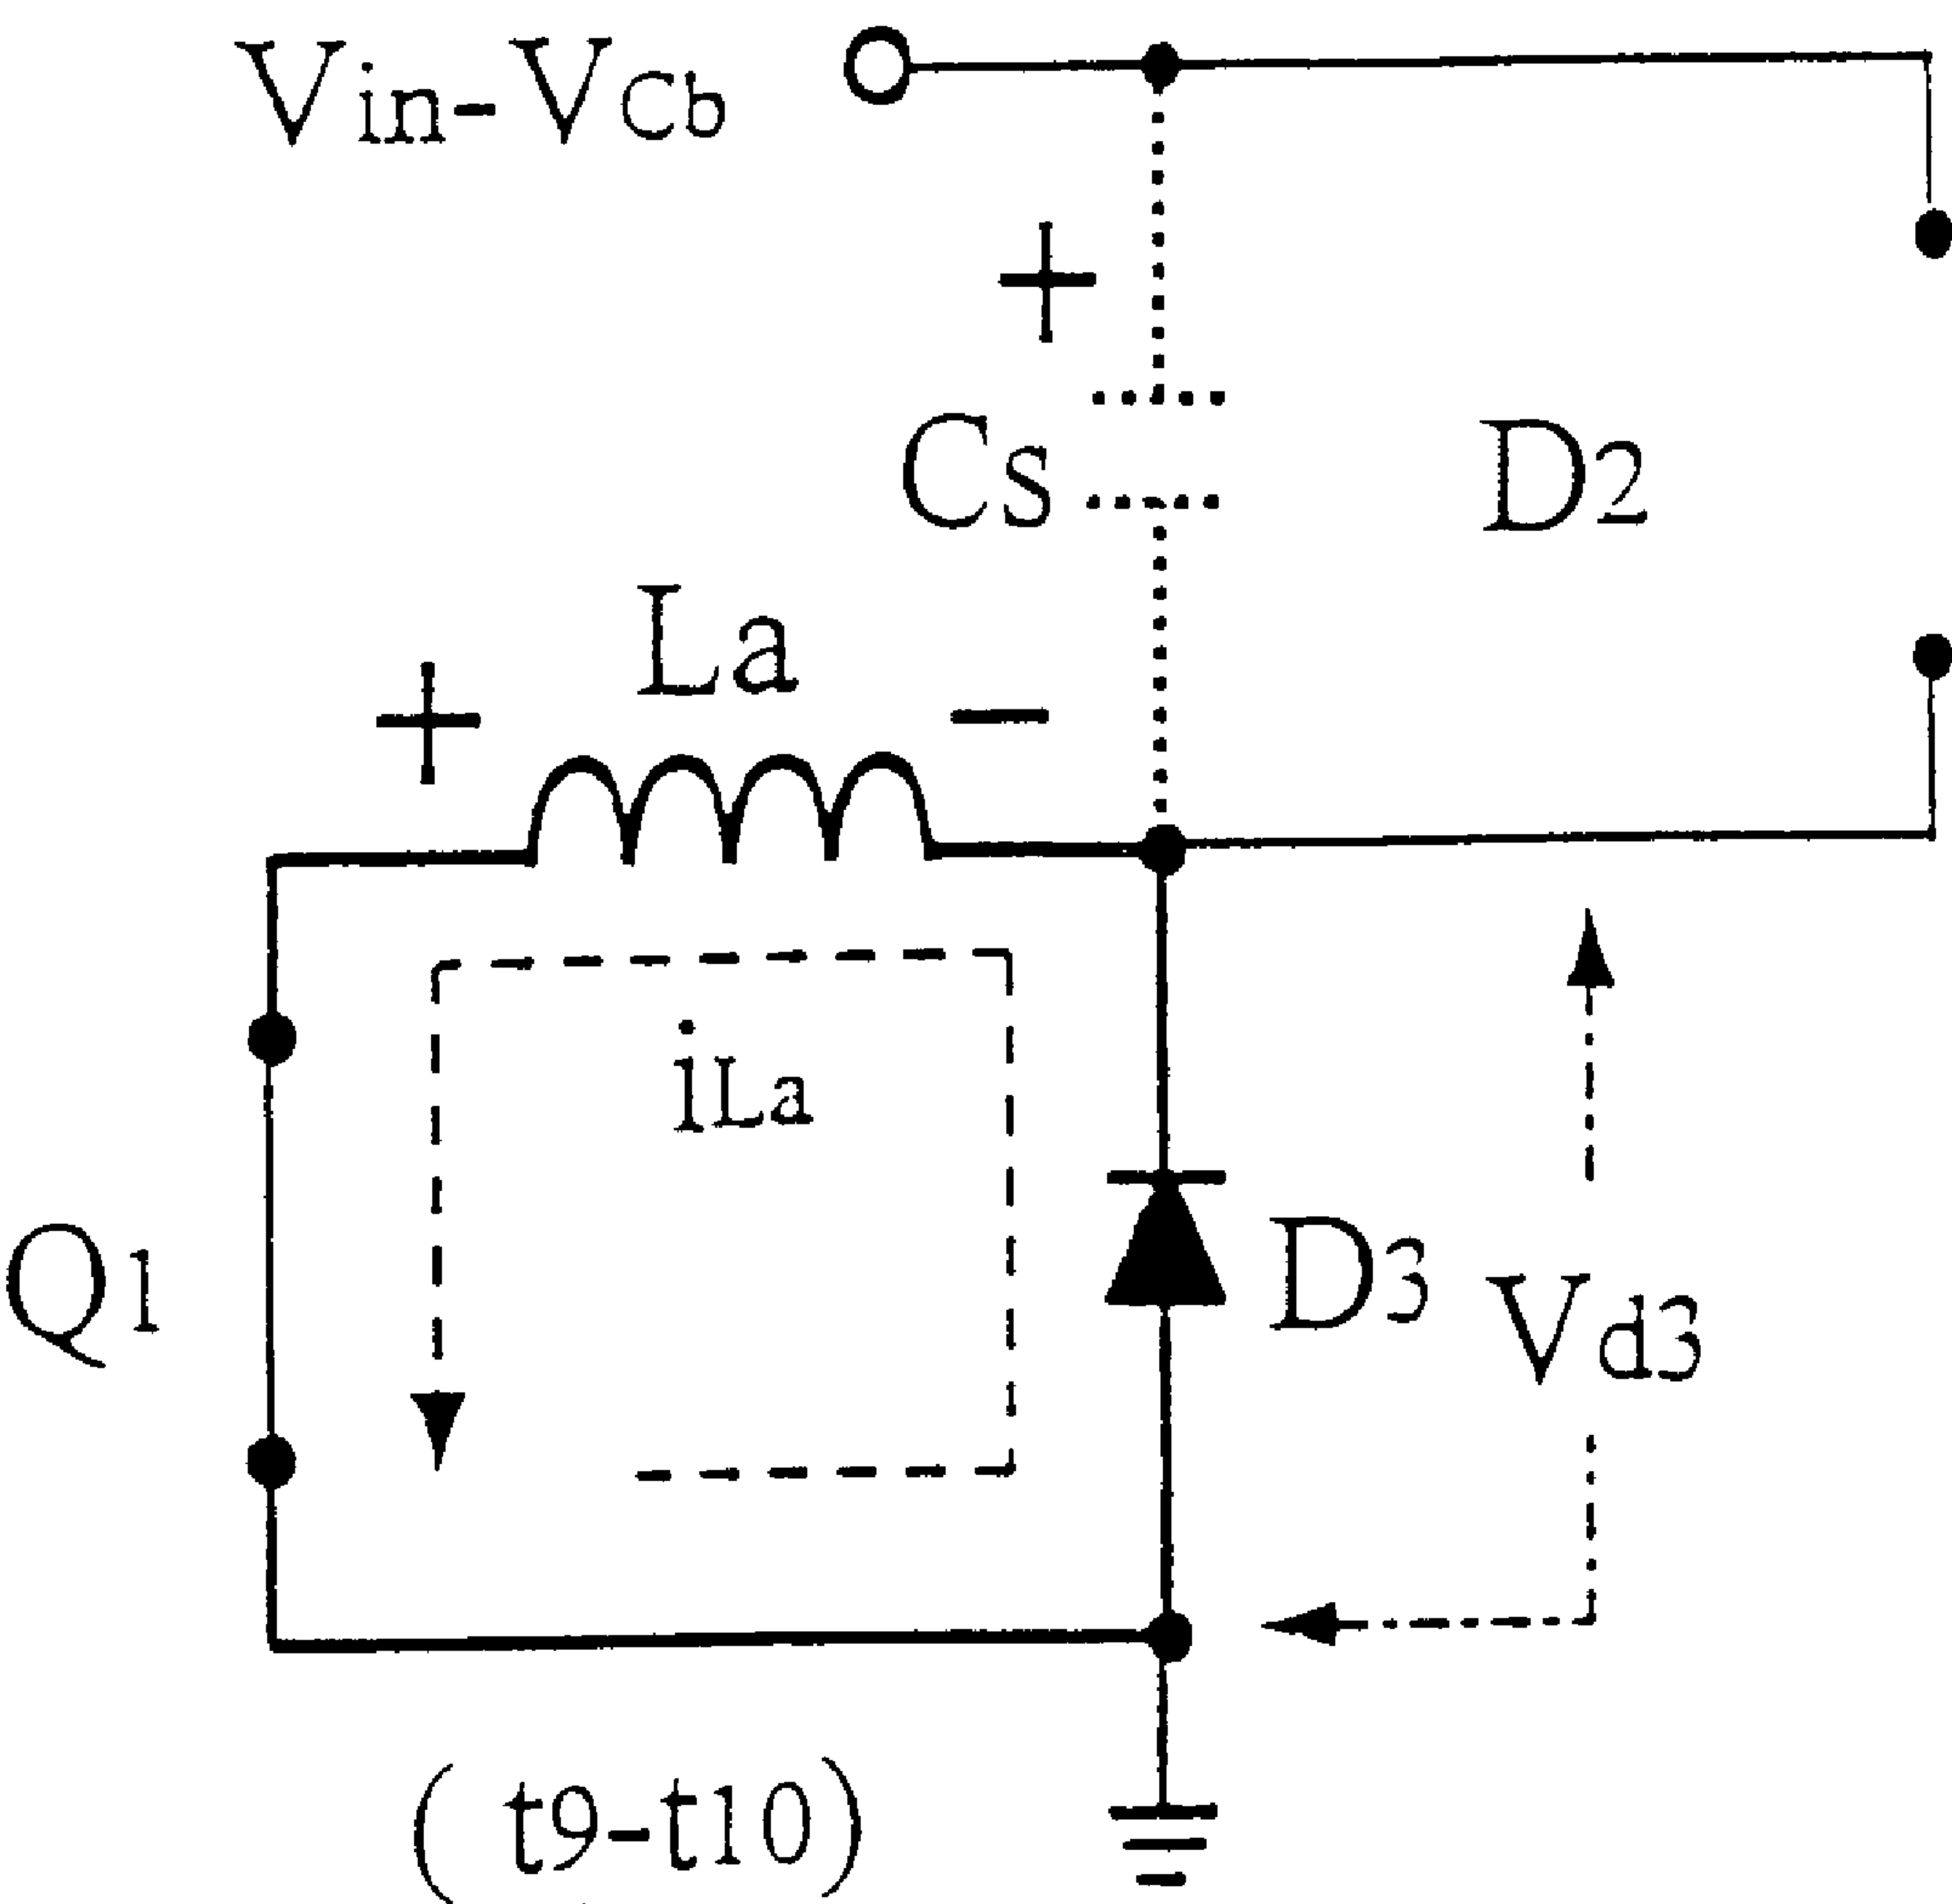 Vin-VCb
+
Cs
D2
La
+
−
iLa
Q1
D3
Vd3
( t9-t10)